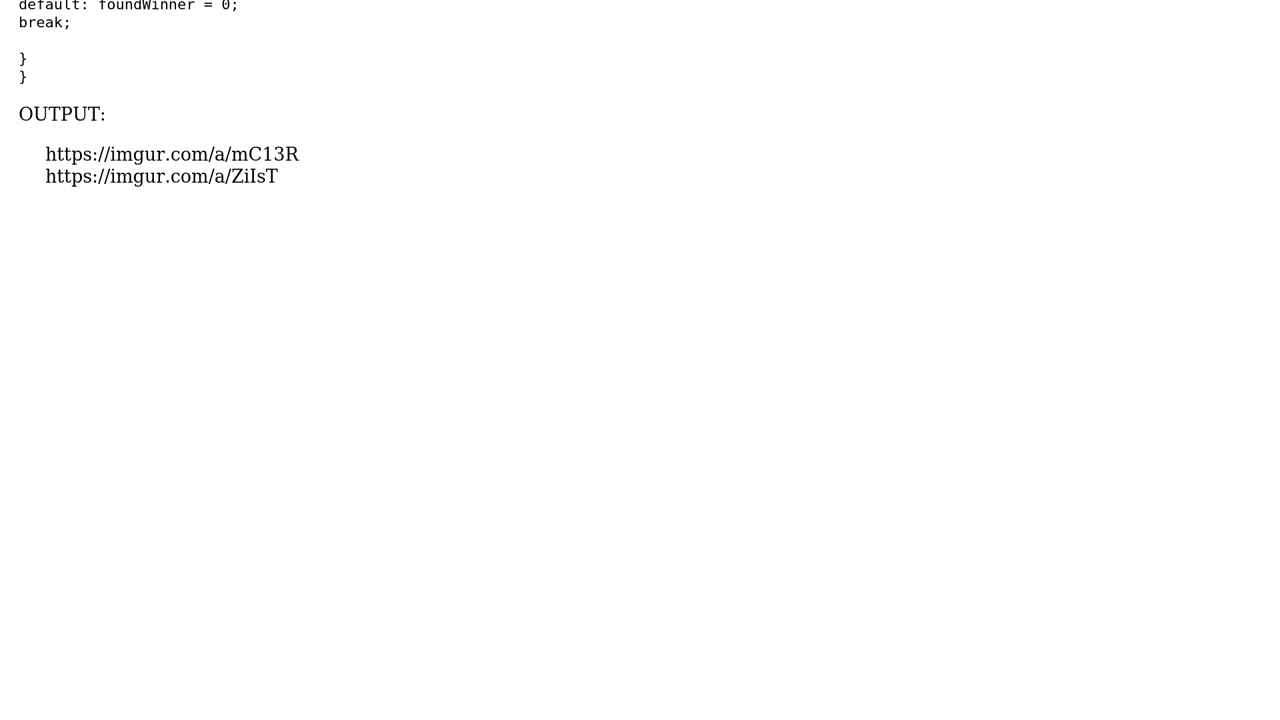 default: foundWinner = 0;
break;
}
}
OUTPUT:
https://imgur.com/a/mC13R
https://imgur.com/a/ZiIsT